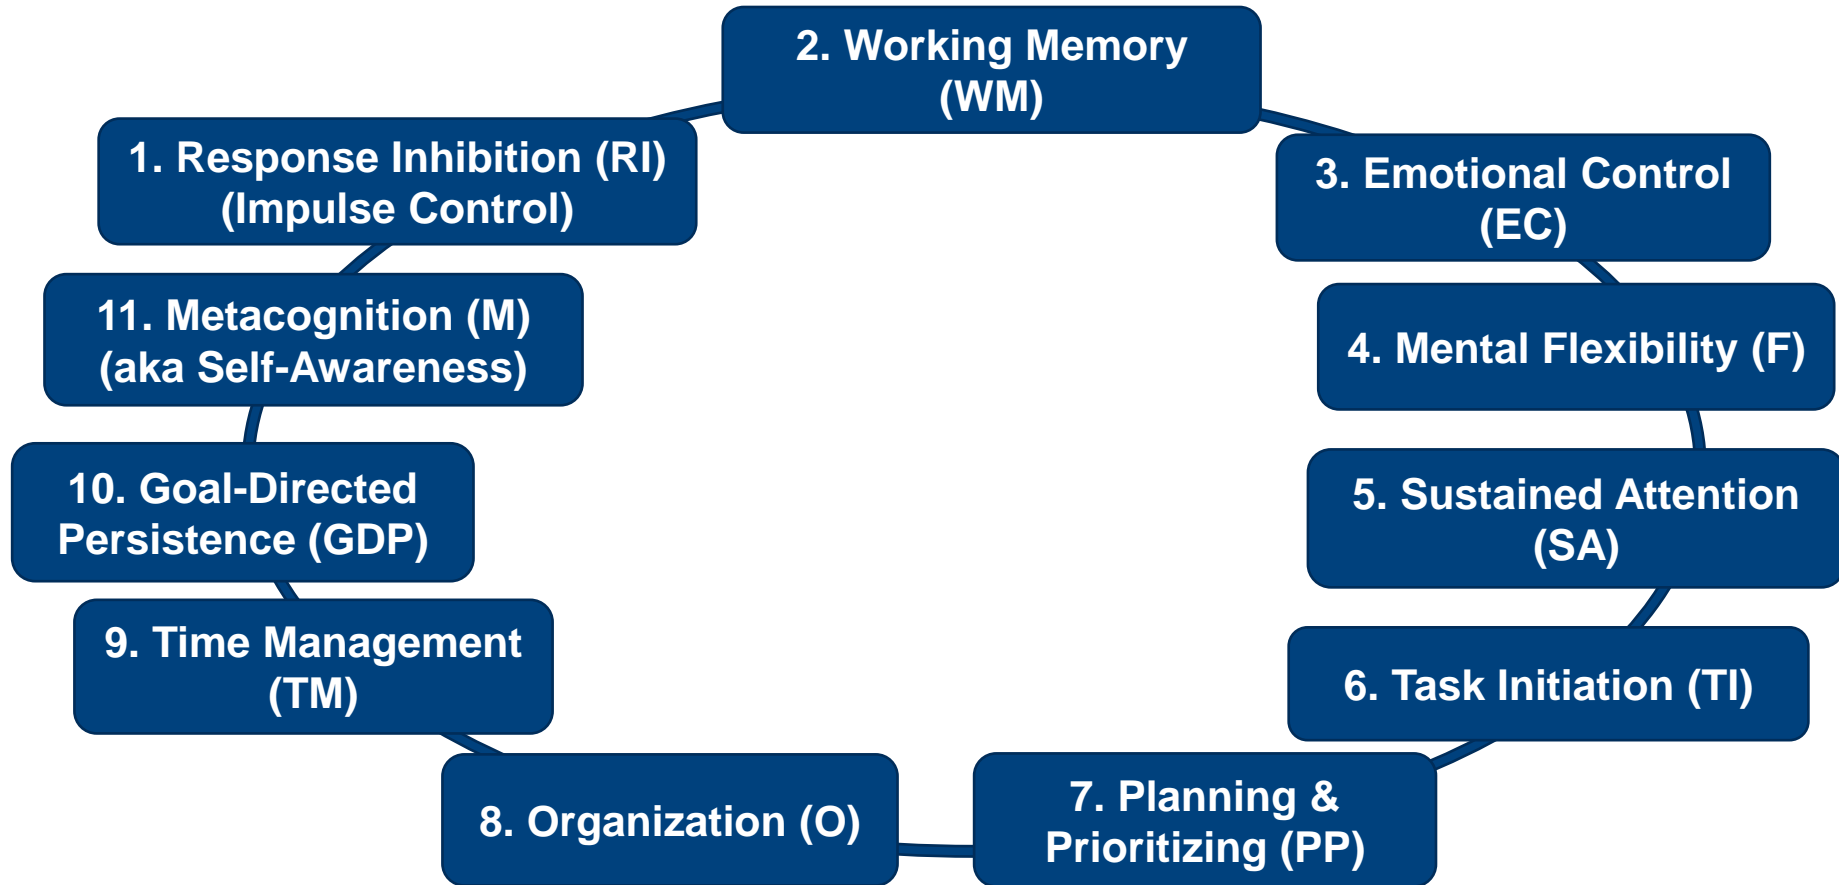 1. Response Inhibition (RI)
(Impulse Control)
2. Working Memory
(WM)
3. Emotional Control
(EC)
4. Mental Flexibility (F)
5. Sustained Attention
(SA)
6. Task Initiation (TI)
7. Planning &
Prioritizing (PP)
8. Organization (O)
9. Time Management
(TM)
10. Goal-Directed
Persistence (GDP)
11. Metacognition (M)
(aka Self-Awareness)